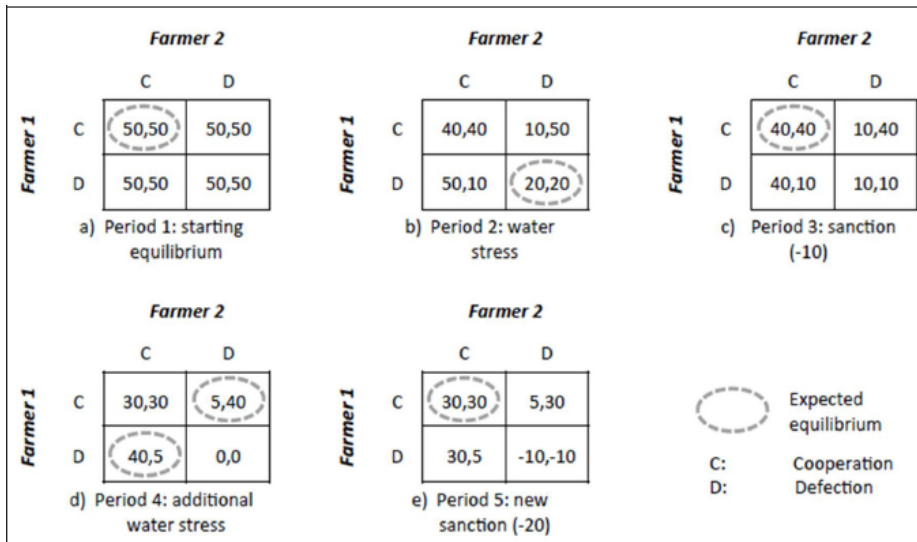 Farmer 2
Farmer 2
Farmer 2
C D
C D
C D
Farmer 1
C 50,50 50,50
D 50,50 50,50
Farmer 1
C 40,40 10,50
D 50,10 20,20
Farmer 1
C 40,40 10,40
D 40,10 10,10
a) Period 1: starting
equilibrium
b) Period 2: water
stress
c) Period 3: sanction
(-10)
Farmer 2
Farmer 2
C D
C D
Farmer 1
C 30,30 5,40
D 40,5 0,0
Farmer 1
C 30,30 5,30
D 30,5 -10,-10
d) Period 4: additional
water stress
e) Period 5: new
sanction (-20)
Expected
equilibrium
C: Cooperation
D: Defection